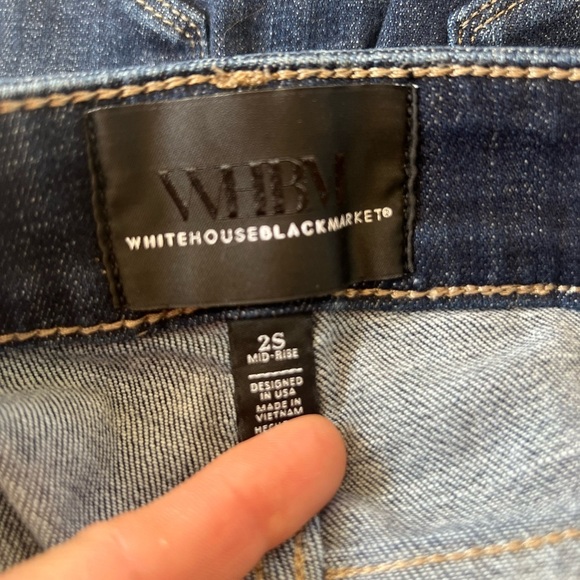 WHBM
WHITEHOUSEBLACKMARKET®
2S
MID-RISE
DESIGNED
IN USA
MADE IN
VIETNAM